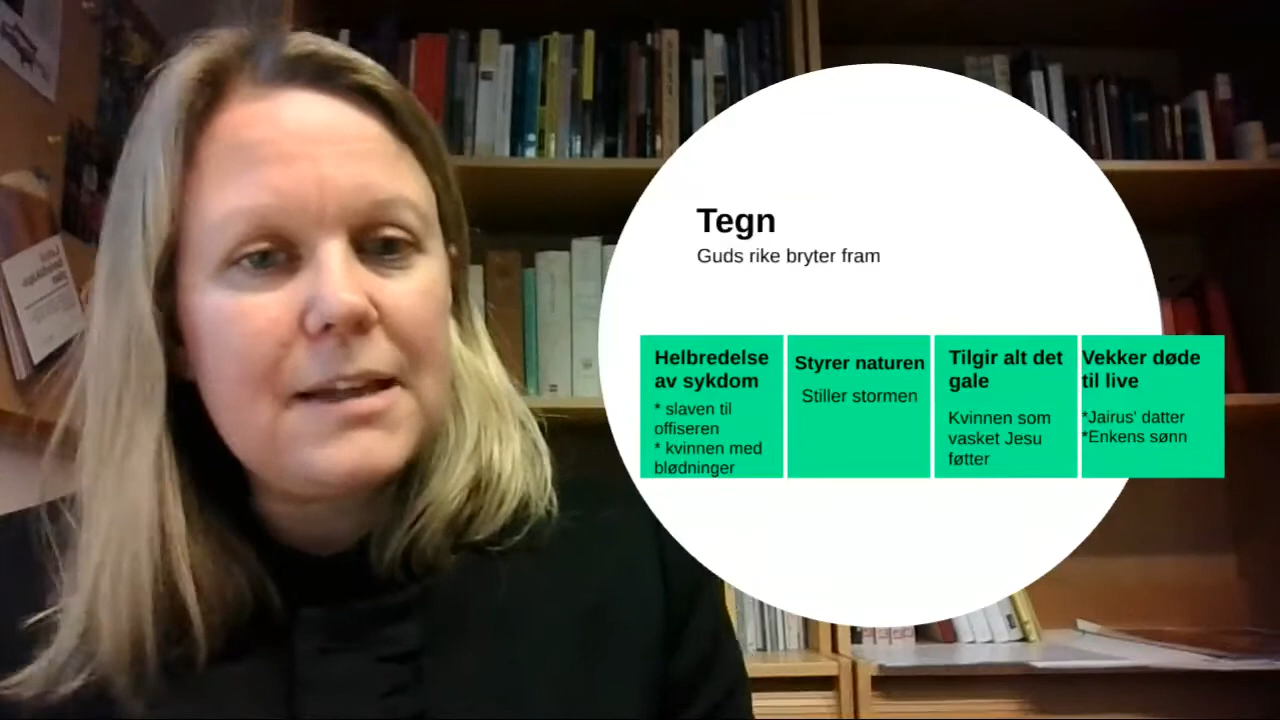 Tegn
Guds rike bryter fram
Helbredelse
av sykdom
* slaven til
offiseren
* kvinnen med
blødninger
Styrer naturen
Stiller stormen
Tilgir alt det
gale
Kvinnen som
vasket Jesu
føtter
Vekker døde
til live
*Jairus' datter
*Enkens sønn